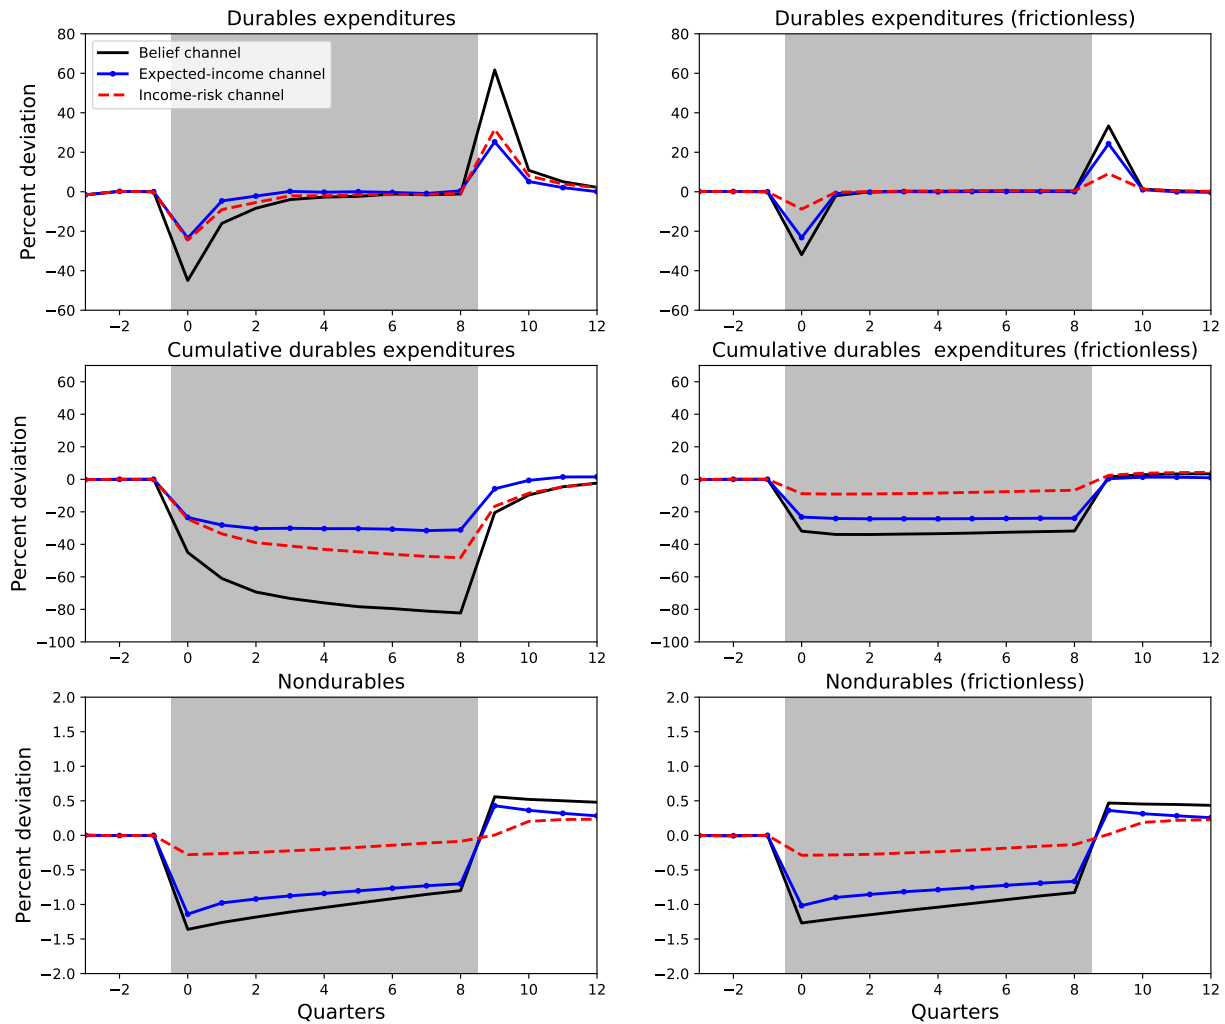 Durables expenditures
Percent deviation
80
60
40
20
0
−20
−40
−60
Belief channel
Expected-income channel
Income-risk channel
−2 0 2 4 6 8 10 12
Durables expenditures (frictionless)
80
60
40
20
0
−20
−40
−60
−2 0 2 4 6 8 10 12
Cumulative durables expenditures
Percent deviation
60
40
20
0
−20
−40
−60
−80
−100
−2 0 2 4 6 8 10 12
Cumulative durables  expenditures (frictionless)
60
40
20
0
−20
−40
−60
−80
−100
−2 0 2 4 6 8 10 12
Nondurables
Percent deviation
2.0
1.5
1.0
0.5
0.0
−0.5
−1.0
−1.5
−2.0
−2 0 2 4 6 8 10 12
Quarters
Nondurables (frictionless)
2.0
1.5
1.0
0.5
0.0
−0.5
−1.0
−1.5
−2.0
−2 0 2 4 6 8 10 12
Quarters